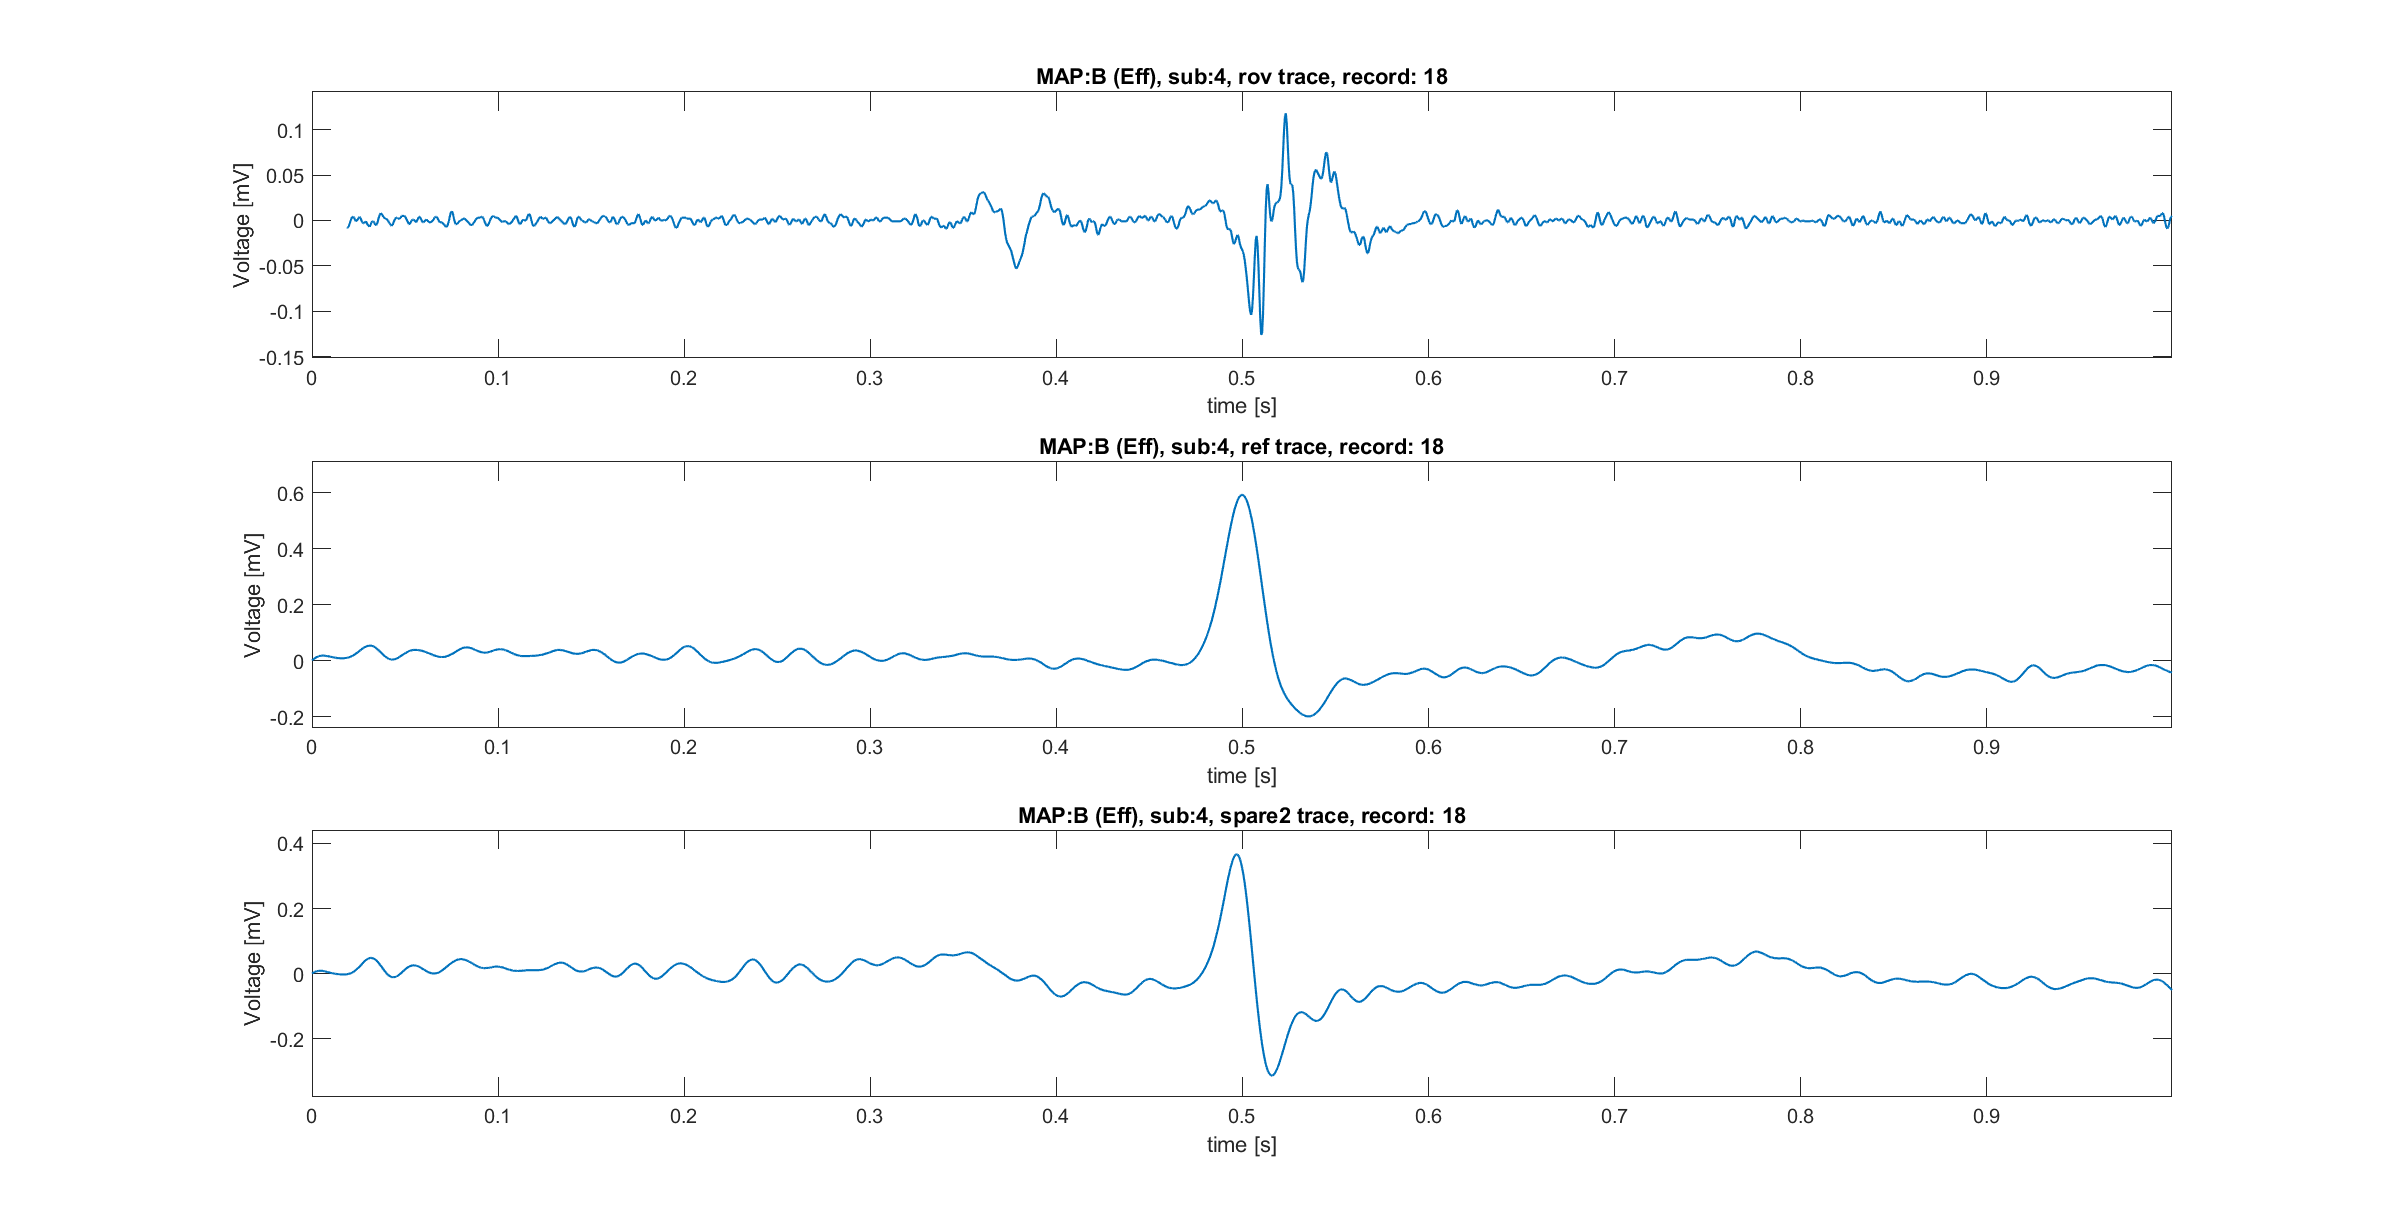 MAP:B (Eff), sub:4, rov trace, record: 18
Voltage [mV]
0.1
0.05
0
-0.05
-0.1
-0.15
0 0.1 0.2 0.3 0.4 0.5 0.6 0.7 0.8 0.9
time [s]
MAP:B (Eff), sub:4, ref trace, record: 18
Voltage [mV]
0.6
0.4
0.2
0
-0.2
0 0.1 0.2 0.3 0.4 0.5 0.6 0.7 0.8 0.9
time [s]
MAP:B (Eff), sub:4, spare2 trace, record: 18
Voltage [mV]
0.4
0.2
0
-0.2
0 0.1 0.2 0.3 0.4 0.5 0.6 0.7 0.8 0.9
time [s]